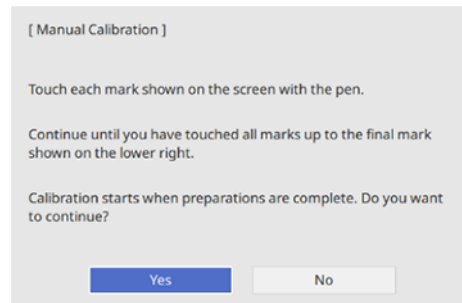 [ Manual Calibration ]
Touch each mark shown on the screen with the pen.
Continue until you have touched all marks up to the final mark
shown on the lower right.
Calibration starts when preparations are complete. Do you want
to continue?
Yes No